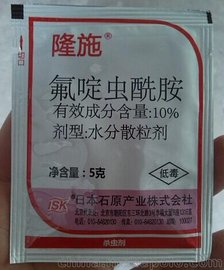 隆施®
氟啶虫酰胺
有效成分含量:10%
剂型:水分散粒剂
净含量:5克
低毒
ISK
日本石原产业株式会社
杀虫剂